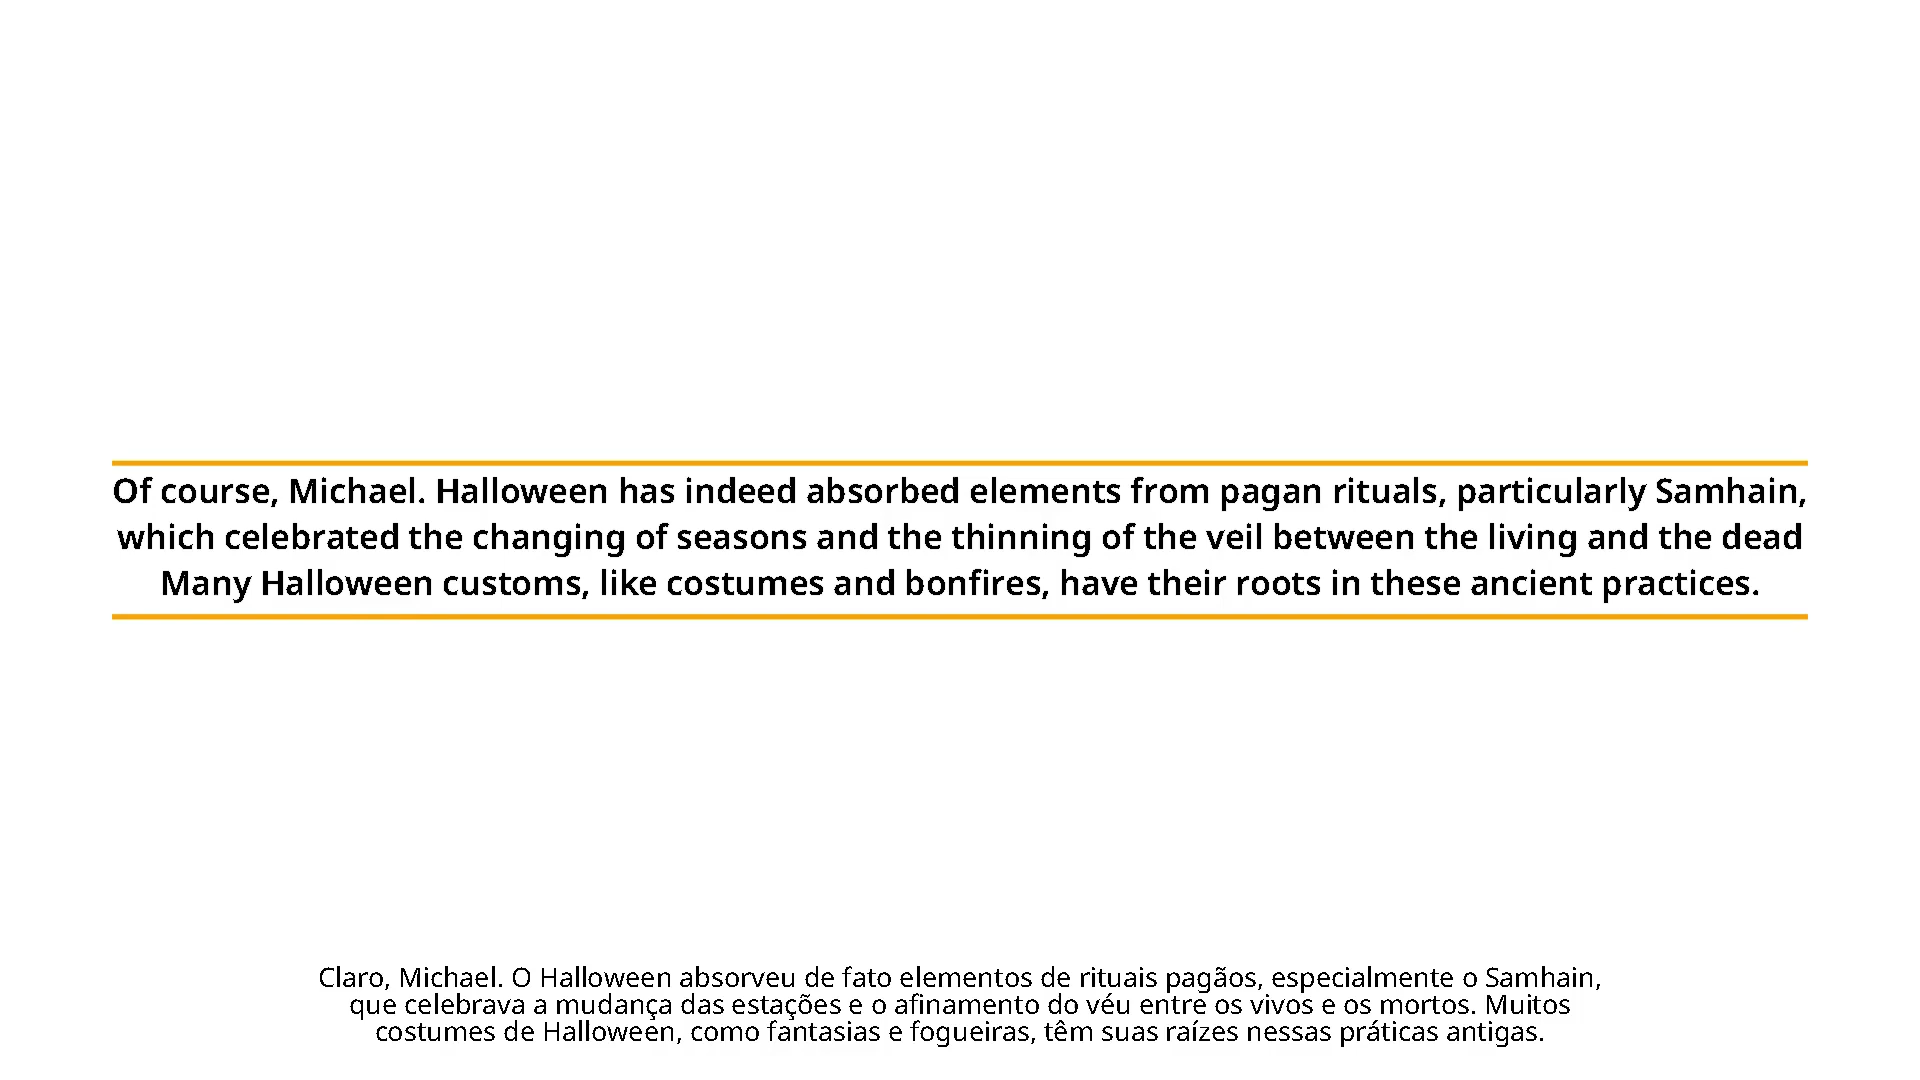 Of course, Michael. Halloween has indeed absorbed elements from pagan rituals, particularly Samhain,
which celebrated the changing of seasons and the thinning of the veil between the living and the dead
Many Halloween customs, like costumes and bonfires, have their roots in these ancient practices.
Claro, Michael. O Halloween absorveu de fato elementos de rituais pagãos, especialmente o Samhain,
que celebrava a mudança das estações e o afinamento do véu entre os vivos e os mortos. Muitos
costumes de Halloween, como fantasias e fogueiras, têm suas raízes nessas práticas antigas.